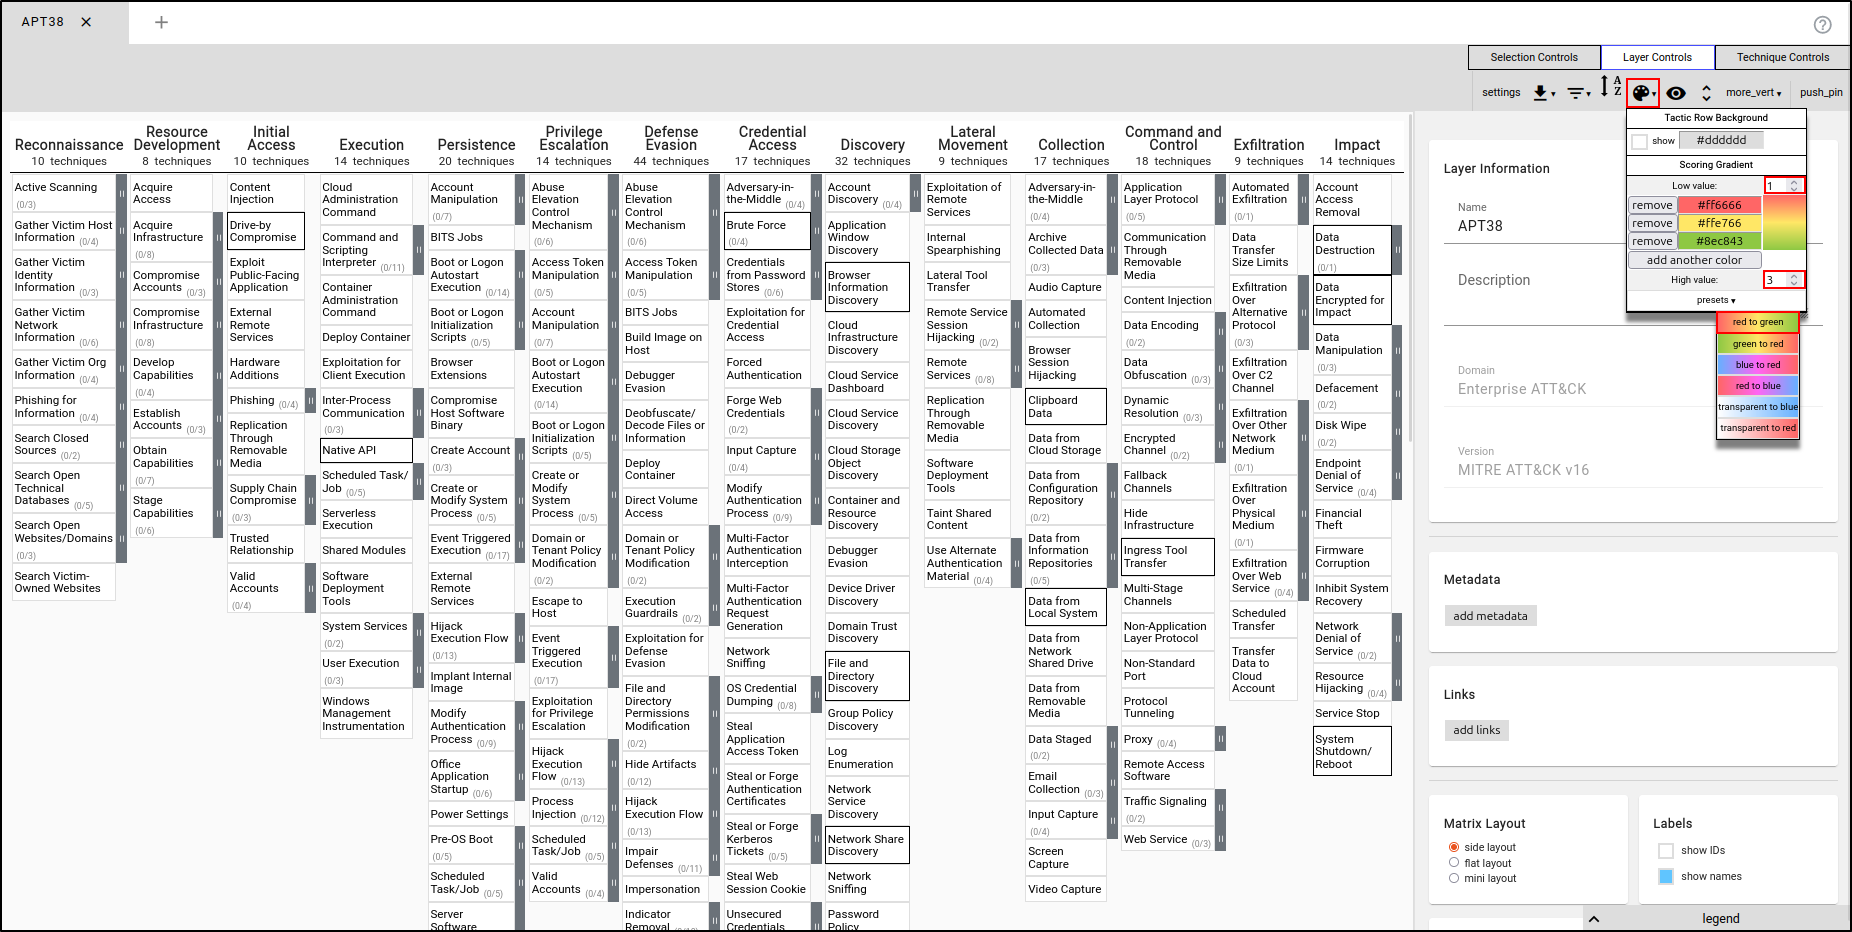 APT38
Selection Controls
Layer Controls
Technique Controls
settings
A
Z
more_vert
push_pin
Tactic Row Background
show
#dddddd
Scoring Gradient
Low value:
1
remove
#ff6666
remove
#ffe766
remove
#8ec843
add another color
High value:
3
presets
red to green
green to red
blue to red
red to blue
transparent to blue
transparent to red
Reconnaissance
10 techniques
Active Scanning
(0/3)
Gather Victim Host
Information (0/4)
Gather Victim
Identity
Information (0/3)
Gather Victim
Network
Information (0/6)
Gather Victim Org
Information (0/4)
Phishing for
Information (0/4)
Search Closed
Sources (0/2)
Search Open
Technical
Databases (0/5)
Search Open
Websites/Domains
(0/3)
Search Victim-
Owned Websites
Resource
Development
8 techniques
Acquire
Access
Acquire
Infrastructure
(0/8)
Compromise
Accounts (0/3)
Compromise
Infrastructure
(0/8)
Develop
Capabilities
(0/4)
Establish
Accounts (0/3)
Obtain
Capabilities
(0/7)
Stage
Capabilities
(0/6)
Initial
Access
10 techniques
Content
Injection
Drive-by
Compromise
Exploit
Public-Facing
Application
External
Remote
Services
Hardware
Additions
Phishing (0/4)
Replication
Through
Removable
Media
Supply Chain
Compromise
(0/3)
Trusted
Relationship
Valid
Accounts
(0/4)
Execution
14 techniques
Cloud
Administration
Command
Command and
Scripting
Interpreter (0/11)
Container
Administration
Command
Deploy Container
Exploitation for
Client Execution
Inter-Process
Communication
(0/3)
Native API
Scheduled Task/
Job (0/5)
Serverless
Execution
Shared Modules
Software
Deployment
Tools
System Services
(0/2)
User Execution
(0/3)
Windows
Management
Instrumentation
Persistence
20 techniques
Account
Manipulation
(0/7)
BITS Jobs
Boot or Logon
Autostart
Execution (0/14)
Boot or Logon
Initialization
Scripts (0/5)
Browser
Extensions
Compromise
Host Software
Binary
Create Account
(0/3)
Create or
Modify System
Process (0/5)
Event Triggered
Execution (0/17)
External
Remote
Services
Hijack
Execution Flow
(0/13)
Implant Internal
Image
Modify
Authentication
Process (0/9)
Office
Application
Startup (0/6)
Power Settings
Pre-OS Boot
(0/5)
Scheduled
Task/Job (0/5)
Server
Software
Privilege
Escalation
14 techniques
Abuse
Elevation
Control
Mechanism
(0/6)
Access Token
Manipulation
(0/5)
Account
Manipulation
(0/7)
Boot or Logon
Autostart
Execution
(0/14)
Boot or Logon
Initialization
Scripts (0/5)
Create or
Modify
System
Process (0/5)
Domain or
Tenant Policy
Modification
(0/2)
Escape to
Host
Event
Triggered
Execution
(0/17)
Exploitation
for Privilege
Escalation
Hijack
Execution
Flow (0/13)
Process
Injection (0/12)
Scheduled
Task/Job (0/5)
Valid
Accounts (0/4)
Defense
Evasion
44 techniques
Abuse
Elevation
Control
Mechanism
(0/6)
Access Token
Manipulation
(0/5)
BITS Jobs
Build Image on
Host
Debugger
Evasion
Deobfuscate/
Decode Files or
Information
Deploy
Container
Direct Volume
Access
Domain or
Tenant Policy
Modification
(0/2)
Execution
Guardrails (0/2)
Exploitation for
Defense
Evasion
File and
Directory
Permissions
Modification
(0/2)
Hide Artifacts
(0/12)
Hijack
Execution Flow
(0/13)
Impair
Defenses (0/11)
Impersonation
Indicator
Removal
Credential
Access
17 techniques
Adversary-in-
the-Middle (0/4)
Brute Force
(0/4)
Credentials
from Password
Stores (0/6)
Exploitation for
Credential
Access
Forced
Authentication
Forge Web
Credentials
(0/2)
Input Capture
(0/4)
Modify
Authentication
Process (0/9)
Multi-Factor
Authentication
Interception
Multi-Factor
Authentication
Request
Generation
Network
Sniffing
OS Credential
Dumping (0/8)
Steal
Application
Access Token
Steal or Forge
Authentication
Certificates
Steal or Forge
Kerberos
Tickets (0/5)
Steal Web
Session Cookie
Unsecured
Credentials
Discovery
32 techniques
Account
Discovery (0/4)
Application
Window
Discovery
Browser
Information
Discovery
Cloud
Infrastructure
Discovery
Cloud Service
Dashboard
Cloud Service
Discovery
Cloud Storage
Object
Discovery
Container and
Resource
Discovery
Debugger
Evasion
Device Driver
Discovery
Domain Trust
Discovery
File and
Directory
Discovery
Group Policy
Discovery
Log
Enumeration
Network
Service
Discovery
Network Share
Discovery
Network
Sniffing
Password
Policy
Lateral
Movement
9 techniques
Exploitation of
Remote
Services
Internal
Spearphishing
Lateral Tool
Transfer
Remote Service
Session
Hijacking (0/2)
Remote
Services (0/8)
Replication
Through
Removable
Media
Software
Deployment
Tools
Taint Shared
Content
Use Alternate
Authentication
Material (0/4)
Collection
17 techniques
Adversary-in-
the-Middle
(0/4)
Archive
Collected Data
(0/3)
Audio Capture
Automated
Collection
Browser
Session
Hijacking
Clipboard
Data
Data from
Cloud Storage
Data from
Configuration
Repository
(0/2)
Data from
Information
Repositories
(0/5)
Data from
Local System
Data from
Network
Shared Drive
Data from
Removable
Media
Data Staged
(0/2)
Email
Collection (0/3)
Input Capture
(0/4)
Screen
Capture
Video Capture
Command and
Control
18 techniques
Application
Layer Protocol
(0/5)
Communication
Through
Removable
Media
Content Injection
Data Encoding
(0/2)
Data
Obfuscation (0/3)
Dynamic
Resolution (0/3)
Encrypted
Channel (0/2)
Fallback
Channels
Hide
Infrastructure
Ingress Tool
Transfer
Multi-Stage
Channels
Non-Application
Layer Protocol
Non-Standard
Port
Protocol
Tunneling
Proxy (0/4)
Remote Access
Software
Traffic Signaling
(0/2)
Web Service (0/3)
Exfiltration
9 techniques
Automated
Exfiltration
(0/1)
Data
Transfer
Size Limits
Exfiltration
Over
Alternative
Protocol
(0/3)
Exfiltration
Over C2
Channel
Exfiltration
Over Other
Network
Medium
(0/1)
Exfiltration
Over
Physical
Medium
(0/1)
Exfiltration
Over Web
Service (0/4)
Scheduled
Transfer
Transfer
Data to
Cloud
Account
Impact
14 techniques
Account
Access
Removal
Data
Destruction
(0/1)
Data
Encrypted for
Impact
Data
Manipulation
(0/3)
Defacement
(0/2)
Disk Wipe
(0/2)
Endpoint
Denial of
Service (0/4)
Financial
Theft
Firmware
Corruption
Inhibit System
Recovery
Network
Denial of
Service (0/2)
Resource
Hijacking (0/4)
Service Stop
System
Shutdown/
Reboot
Layer Information
Name
APT38
Description
Domain
Enterprise ATT&CK
Version
MITRE ATT&CK v16
Metadata
add metadata
Links
add links
Matrix Layout
side layout
flat layout
mini layout
Labels
show IDs
show names
legend